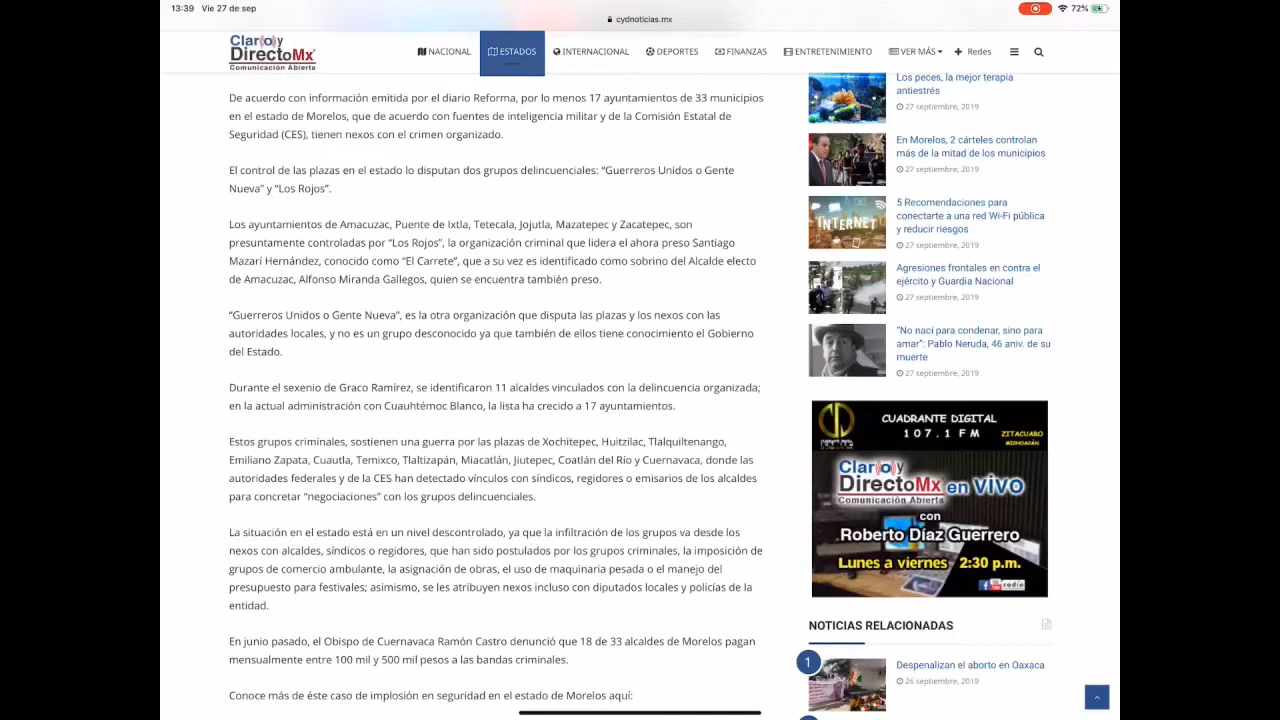 13:39 Vie 27 de sep
72%
cydnoticias.mx
Claro y
DirectoMx
Comunicación Abierta
NACIONAL
ESTADOS
INTERNACIONAL
DEPORTES
FINANZAS
ENTRETENIMIENTO
VER MÁS
Redes
De acuerdo con información emitida por el diario Reforma, por lo menos 17 ayuntamientos de 33 municipios
en el estado de Morelos, que de acuerdo con fuentes de inteligencia militar y de la Comisión Estatal de
Seguridad (CES), tienen nexos con el crimen organizado.
El control de las plazas en el estado lo disputan dos grupos delincuenciales: “Guerreros Unidos o Gente
Nueva” y “Los Rojos”.
Los ayuntamientos de Amacuzac, Puente de Ixtla, Tetecala, Jojutla, Mazatepec y Zacatepec, son
presuntamente controladas por “Los Rojos”, la organización criminal que lidera el ahora preso Santiago
Mazarí Hernández, conocido como “El Carrete”, que a su vez es identificado como sobrino del Alcalde electo
de Amacuzac, Alfonso Miranda Gallegos, quien se encuentra también preso.
“Guerreros Unidos o Gente Nueva”, es la otra organización que disputa las plazas y los nexos con las
autoridades locales, y no es un grupo desconocido ya que también de ellos tiene conocimiento el Gobierno
del Estado.
Durante el sexenio de Graco Ramírez, se identificaron 11 alcaldes vinculados con la delincuencia organizada;
en la actual administración con Cuauhtémoc Blanco, la lista ha crecido a 17 ayuntamientos.
Estos grupos criminales, sostienen una guerra por las plazas de Xochitepec, Huitzilac, Tlalquiltenango,
Emiliano Zapata, Cuautla, Temixco, Tlaltizapán, Miacatlán, Jiutepec, Coatlán del Río y Cuernavaca, donde las
autoridades federales y de la CES han detectado vínculos con síndicos, regidores o emisarios de los alcaldes
para concretar “negociaciones” con los grupos delincuenciales.
La situación en el estado está en un nivel descontrolado, ya que la infiltración de los grupos va desde los
nexos con alcaldes, síndicos o regidores, que han sido postulados por los grupos criminales, la imposición de
grupos de comercio ambulante, la asignación de obras, el uso de maquinaria pesada o el manejo del
presupuesto para festivales; asimismo, se les atribuyen nexos incluso con diputados locales y policías de la
entidad.
En junio pasado, el Obispo de Cuernavaca Ramón Castro denunció que 18 de 33 alcaldes de Morelos pagan
mensualmente entre 100 mil y 500 mil pesos a las bandas criminales.
Conoce más de éste caso de implosión en seguridad en el estado de Morelos aquí:
Los peces, la mejor terapia
antiestrés
27 septiembre, 2019
En Morelos, 2 cárteles controlan
más de la mitad de los municipios
27 septiembre, 2019
INTERNET
5 Recomendaciones para
conectarte a una red Wi-Fi pública
y reducir riesgos
27 septiembre, 2019
Agresiones frontales en contra el
ejército y Guardia Nacional
27 septiembre, 2019
“No nací para condenar, sino para
amar”: Pablo Neruda, 46 aniv. de su
muerte
27 septiembre, 2019
CUADRANTE DIGITAL
107.1 FM
ZITACUARO
MICHOACÁN
Claro y
DirectoMx en VIVO
Comunicación Abierta
con
Roberto Díaz Guerrero
Lunes a viernes 2:30 p.m.
radio
NOTICIAS RELACIONADAS
1
Despenalizan el aborto en Oaxaca
26 septiembre, 2019